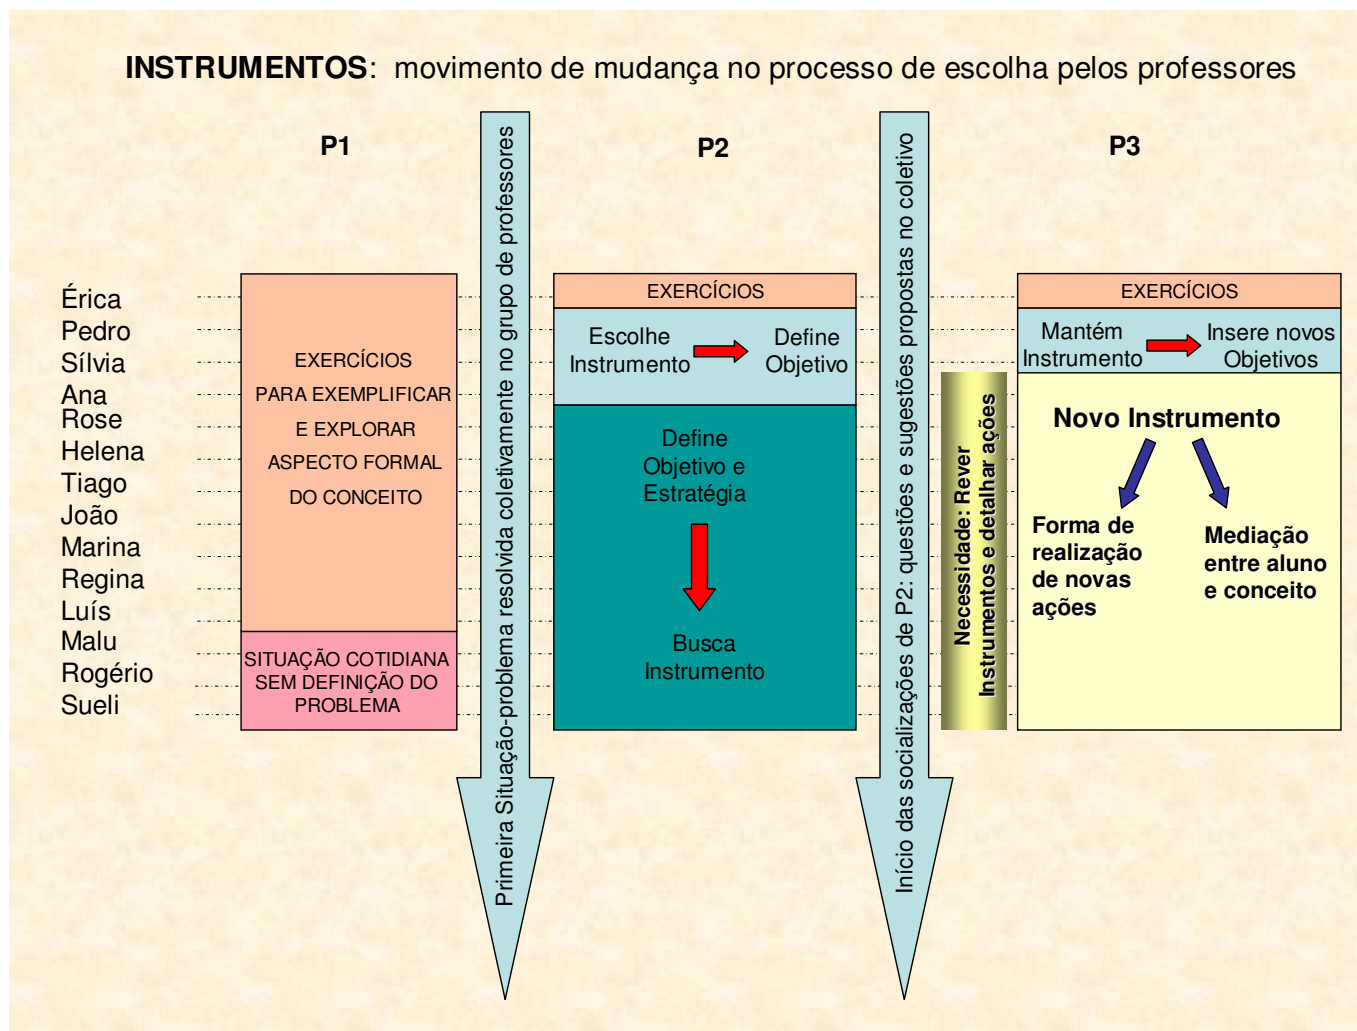 INSTRUMENTOS: movimento de mudança no processo de escolha pelos professores
P1
P2
P3
Érica
Pedro
Sílvia
Ana
Rose
Helena
Tiago
João
Marina
Regina
Luís
Malu
Rogério
Sueli
EXERCÍCIOS
PARA EXEMPLIFICAR
E EXPLORAR
ASPECTO FORMAL
DO CONCEITO
SITUAÇÃO COTIDIANA
SEM DEFINIÇÃO DO
PROBLEMA
Primeira Situação-problema resolvida coletivamente no grupo de professores
EXERCÍCIOS
Escolhe
Instrumento
Define
Objetivo
Define
Objetivo e
Estratégia
Busca
Instrumento
Início das socializações de P2: questões e sugestões propostas no coletivo
Necessidade: Rever
Instrumentos e detalhar ações
EXERCÍCIOS
Mantém
Instrumento
Insere novos
Objetivos
Novo Instrumento
Forma de
realização
de novas
ações
Mediação
entre aluno
e conceito